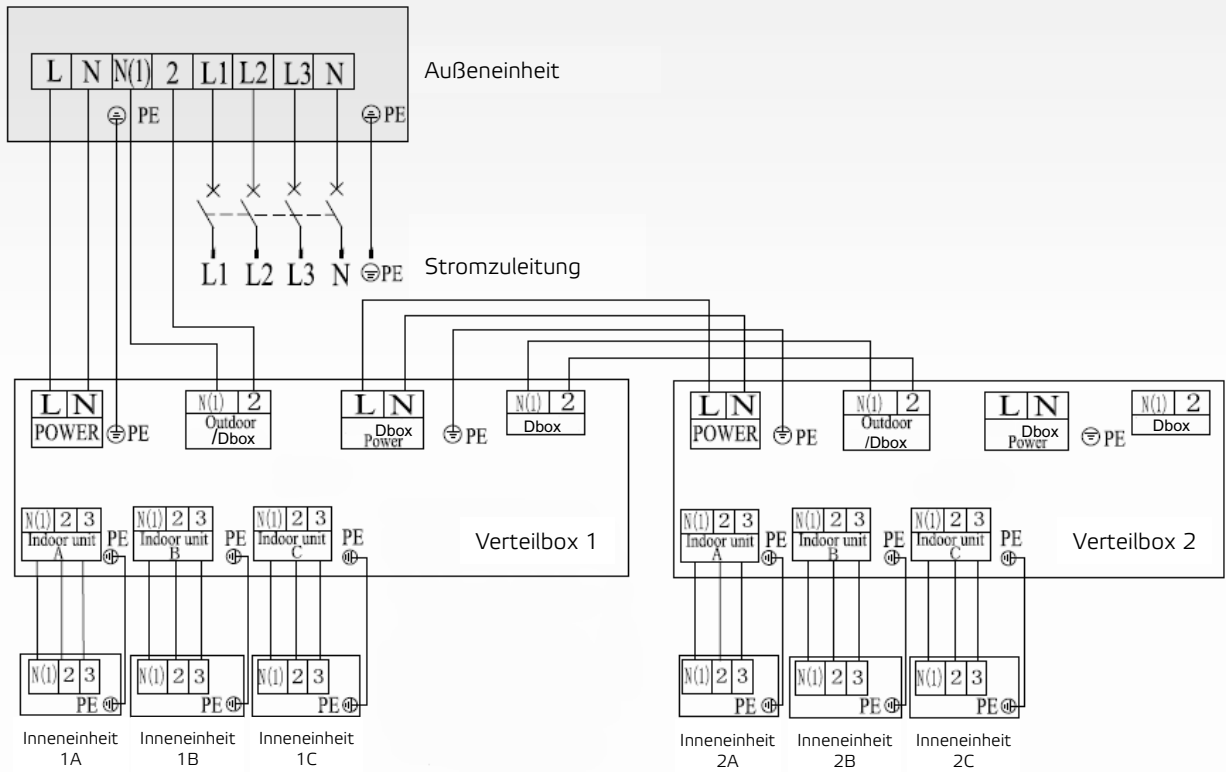 L N N(1) 2 L1 L2 L3 N
Außeneinheit
PE PE
L1 L2 L3 N PE
Stromzuleitung
L N
POWER
PE
N(1) 2
Outdoor
/Dbox
L N
Dbox
Power
PE
N(1) 2
Dbox
N(1) 2 3
Indoor unit
A
PE
N(1) 2 3
Indoor unit
B
PE
N(1) 2 3
Indoor unit
C
PE
Verteilbox 1
N(1) 2 3
PE
N(1) 2 3
PE
N(1) 2 3
PE
Inneneinheit
1A
Inneneinheit
1B
Inneneinheit
1C
L N
POWER
PE
N(1) 2
Outdoor
/Dbox
L N
Dbox
Power
PE
N(1) 2
Dbox
N(1) 2 3
Indoor unit
A
PE
N(1) 2 3
Indoor unit
B
PE
N(1) 2 3
Indoor unit
C
PE
Verteilbox 2
N(1) 2 3
PE
N(1) 2 3
PE
N(1) 2 3
PE
Inneneinheit
2A
Inneneinheit
2B
Inneneinheit
2C